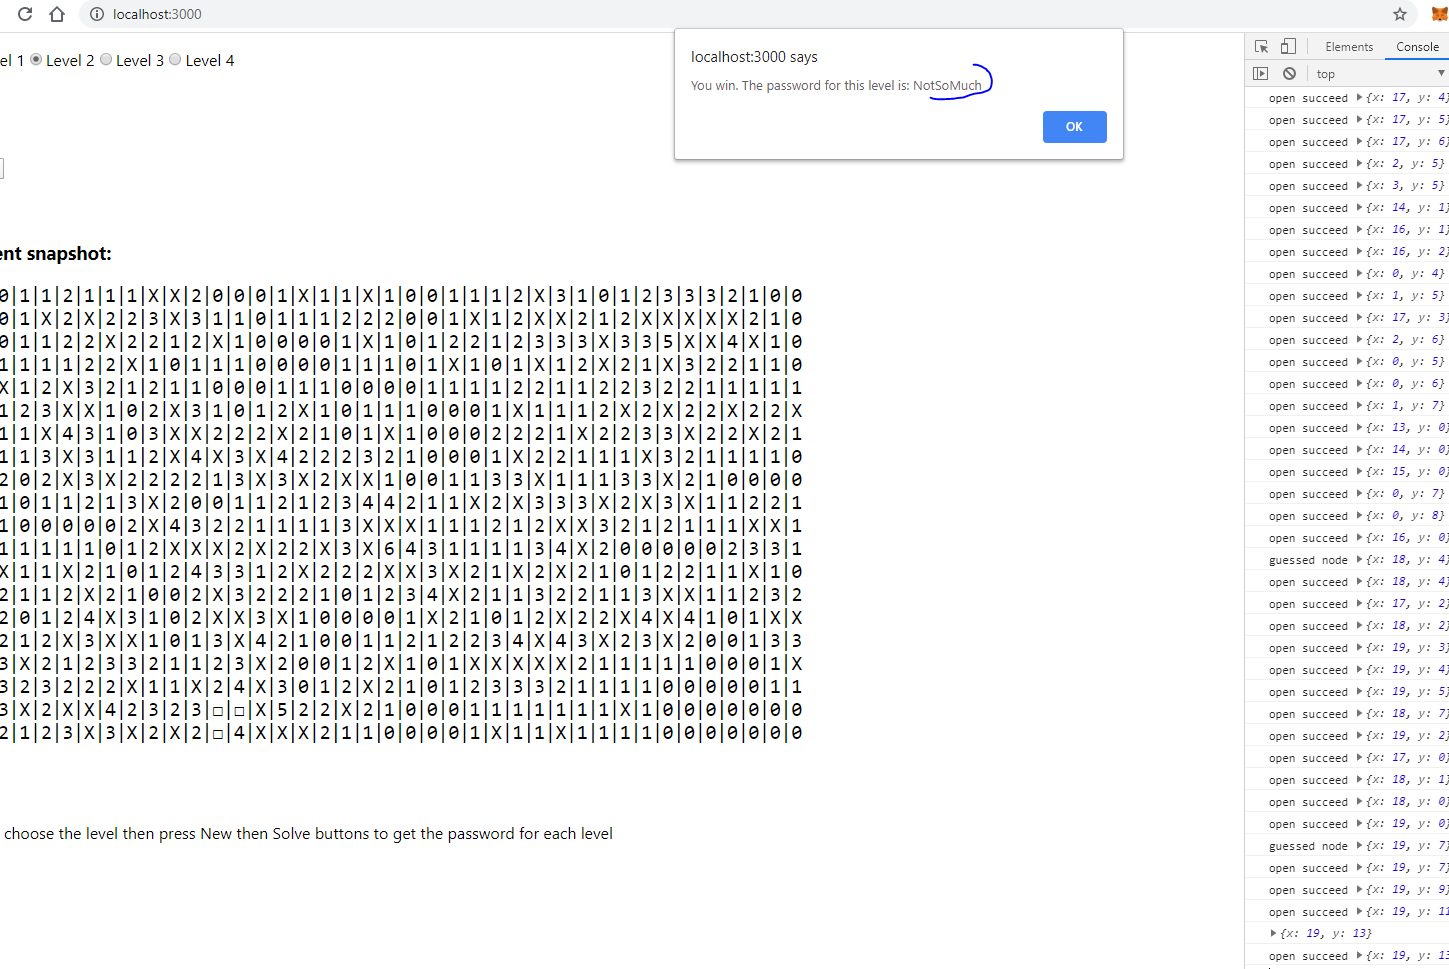 localhost:3000
el 1 Level 2 Level 3 Level 4
localhost:3000 says
You win. The password for this level is: NotSoMuch
OK
ent snapshot:
0|1|1|2|1|1|1|X|X|2|0|0|0|1|X|1|1|X|1|0|0|1|1|1|2|X|3|1|0|1|2|3|3|3|2|1|0|0
0|1|X|2|X|2|2|3|X|3|1|1|0|1|1|1|2|2|2|0|0|1|X|1|2|X|X|2|1|2|X|X|X|X|X|2|1|0
0|1|1|2|2|X|2|2|1|2|X|1|0|0|0|0|1|X|1|0|1|2|2|1|2|3|3|3|X|3|3|5|X|X|4|X|1|0
1|1|1|1|1|2|2|X|1|0|1|1|1|0|0|0|0|1|1|1|0|1|X|1|0|1|X|1|2|X|2|1|X|3|2|2|1|1|0
X|1|2|X|3|2|1|2|1|1|0|0|0|1|1|1|0|0|0|0|1|1|1|1|2|2|1|1|2|2|3|2|2|1|1|1|1|1
1|2|3|X|X|1|0|2|X|3|1|0|1|2|X|1|0|1|1|1|0|0|0|1|X|1|1|1|2|X|2|X|2|2|X|2|2|X
1|1|X|4|3|1|0|3|X|X|2|2|2|X|2|1|0|1|X|1|0|0|0|2|2|2|1|X|2|2|3|3|X|2|2|X|2|1
1|1|3|X|3|1|1|2|X|4|X|3|X|4|2|2|2|3|2|1|0|0|0|1|X|2|2|1|1|1|X|3|2|1|1|1|1|0
2|0|2|X|3|X|2|2|2|2|1|3|X|3|X|2|X|X|1|0|0|1|1|3|3|X|1|1|1|3|3|X|2|1|0|0|0|0
1|0|1|1|2|1|3|X|2|0|0|1|1|2|1|2|3|4|4|2|1|1|X|2|X|3|3|3|X|2|X|3|X|1|1|2|2|1
1|0|0|0|0|0|2|X|4|3|2|2|1|1|1|1|3|X|X|X|1|1|1|2|1|2|X|X|3|2|1|2|1|1|1|X|X|1
1|1|1|1|1|0|1|2|X|X|X|2|X|2|2|X|3|X|6|4|3|1|1|1|1|3|4|X|2|0|0|0|0|0|2|3|3|1
X|1|1|X|2|1|0|1|2|4|3|3|1|2|X|2|2|2|X|X|3|X|2|1|X|2|X|2|1|0|1|2|2|1|1|X|1|0
2|1|1|2|X|2|1|0|0|2|X|3|2|2|2|1|0|1|2|3|4|X|2|1|1|3|2|2|1|1|3|X|X|1|1|2|3|2
2|0|1|2|4|X|3|1|0|2|X|X|3|X|1|0|0|0|0|1|X|2|1|0|1|2|X|2|2|X|4|X|4|1|0|1|X|X
2|1|2|X|3|X|X|1|0|1|3|X|4|2|1|0|0|1|1|2|1|2|2|3|4|X|4|3|X|2|3|X|2|0|0|1|3|3
3|X|2|1|2|3|3|2|1|1|2|3|X|2|0|0|1|2|X|1|0|1|X|X|X|X|X|2|1|1|1|1|1|0|0|0|1|X
3|2|3|2|2|2|X|1|1|X|2|4|X|3|0|1|2|X|2|1|0|1|2|3|3|3|2|1|1|1|1|0|0|0|0|0|1|1
3|X|2|X|X|4|2|3|2|3|□|□|X|5|2|2|X|2|1|0|0|0|1|1|1|1|1|1|1|X|1|0|0|0|0|0|0|0
2|1|2|3|X|3|X|2|X|2|□|4|X|X|X|2|1|1|0|0|0|0|1|X|1|1|X|1|1|1|1|0|0|0|0|0|0|0
choose the level then press New then Solve buttons to get the password for each level
Elements Console
top
open succeed {x: 17, y: 4}
open succeed {x: 17, y: 5}
open succeed {x: 17, y: 6}
open succeed {x: 2, y: 5}
open succeed {x: 3, y: 5}
open succeed {x: 14, y: 1}
open succeed {x: 16, y: 1}
open succeed {x: 16, y: 2}
open succeed {x: 0, y: 4}
open succeed {x: 1, y: 5}
open succeed {x: 17, y: 3}
open succeed {x: 2, y: 6}
open succeed {x: 0, y: 5}
open succeed {x: 0, y: 6}
open succeed {x: 1, y: 7}
open succeed {x: 13, y: 0}
open succeed {x: 14, y: 0}
open succeed {x: 15, y: 0}
open succeed {x: 0, y: 7}
open succeed {x: 0, y: 8}
open succeed {x: 16, y: 0}
guessed node {x: 18, y: 4}
open succeed {x: 18, y: 4}
open succeed {x: 17, y: 2}
open succeed {x: 18, y: 2}
open succeed {x: 19, y: 3}
open succeed {x: 19, y: 4}
open succeed {x: 19, y: 5}
open succeed {x: 18, y: 7}
open succeed {x: 19, y: 2}
open succeed {x: 17, y: 0}
open succeed {x: 18, y: 1}
open succeed {x: 18, y: 0}
open succeed {x: 19, y: 0}
guessed node {x: 19, y: 7}
open succeed {x: 19, y: 7}
open succeed {x: 19, y: 9}
open succeed {x: 19, y: 11
{x: 19, y: 13}
open succeed {x: 19, y: 13